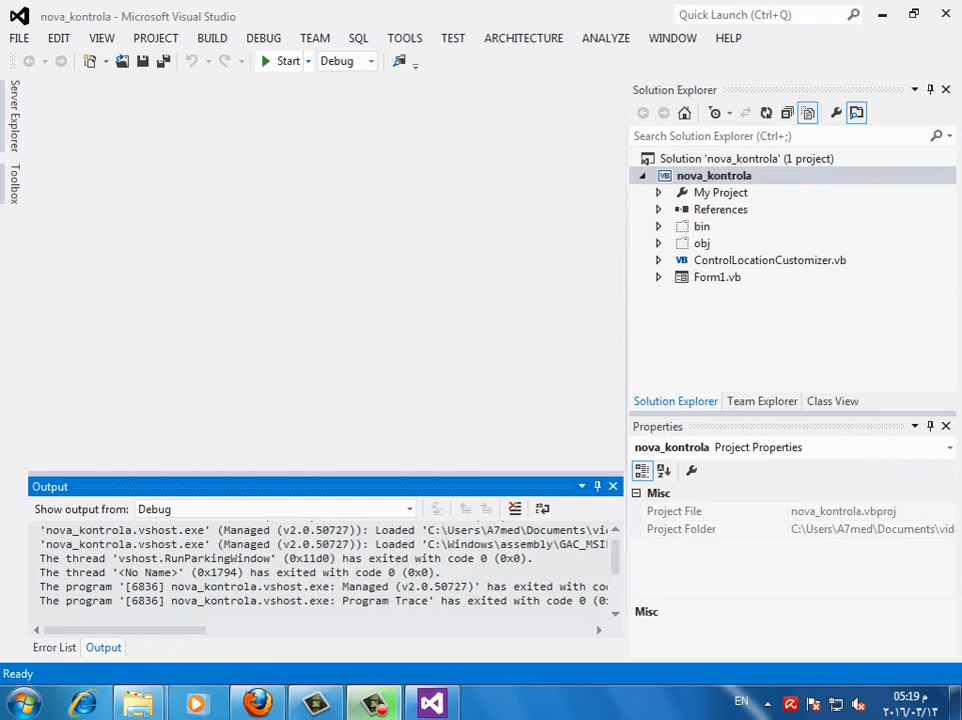 nova_kontrola - Microsoft Visual Studio
Quick Launch (Ctrl+Q)
FILE EDIT VIEW PROJECT BUILD DEBUG TEAM SQL TOOLS TEST ARCHITECTURE ANALYZE WINDOW HELP
Start Debug
Server Explorer
Toolbox
Solution Explorer
Search Solution Explorer (Ctrl+;)
Solution 'nova_kontrola' (1 project)
VB nova_kontrola
My Project
References
bin
obj
VB ControlLocationCustomizer.vb
Form1.vb
Solution Explorer Team Explorer Class View
Properties
nova_kontrola Project Properties
Misc
Project File nova_kontrola.vbproj
Project Folder C:\Users\A7med\Documents\vid
Misc
Output
Show output from: Debug
'nova_kontrola.vshost.exe' (Managed (v2.0.50727)): Loaded 'C:\Users\A7med\Documents\vi
'nova_kontrola.vshost.exe' (Managed (v2.0.50727)): Loaded 'C:\Windows\assembly\GAC_MSI
The thread 'vshost.RunParkingWindow' (0x11d0) has exited with code 0 (0x0).
The thread '<No Name>' (0x1794) has exited with code 0 (0x0).
The program '[6836] nova_kontrola.vshost.exe: Managed (v2.0.50727)' has exited with co
The program '[6836] nova_kontrola.vshost.exe: Program Trace' has exited with code 0 (0
Error List Output
Ready
EN
05:19 م
٢٠١٦/٠٣/١٣